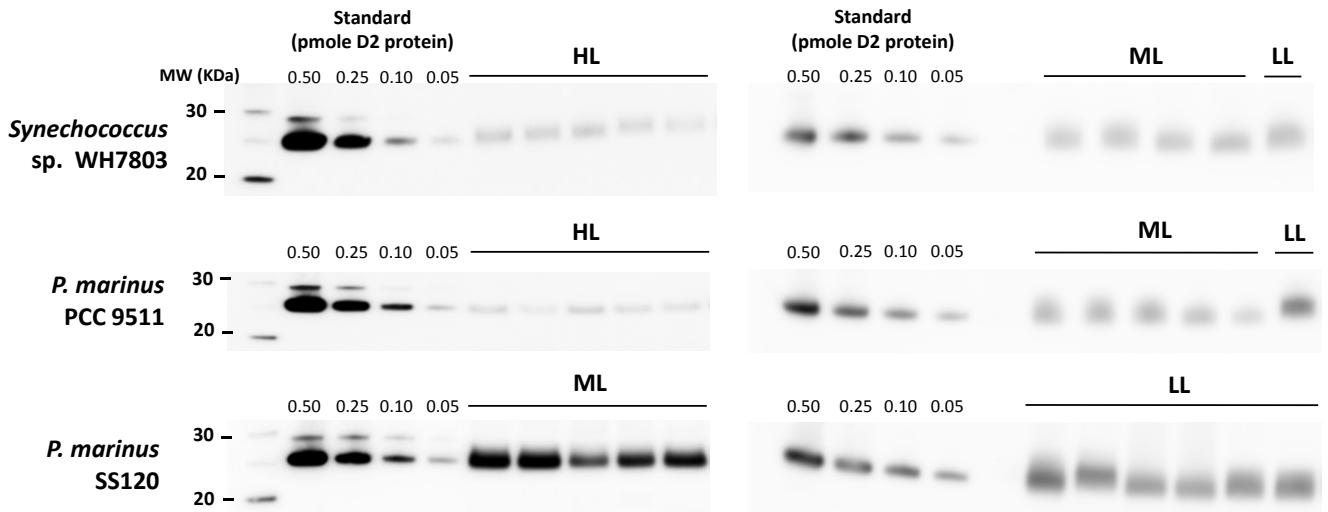 Standard
(pmole D2 protein)
HL
MW (KDa)
0.50 0.25 0.10 0.05
30
20
Synechococcus
sp. WH7803
Standard
(pmole D2 protein)
ML LL
0.50 0.25 0.10 0.05
HL
0.50 0.25 0.10 0.05
30
20
P. marinus
PCC 9511
ML LL
0.50 0.25 0.10 0.05
ML
0.50 0.25 0.10 0.05
30
20
P. marinus
SS120
LL
0.50 0.25 0.10 0.05